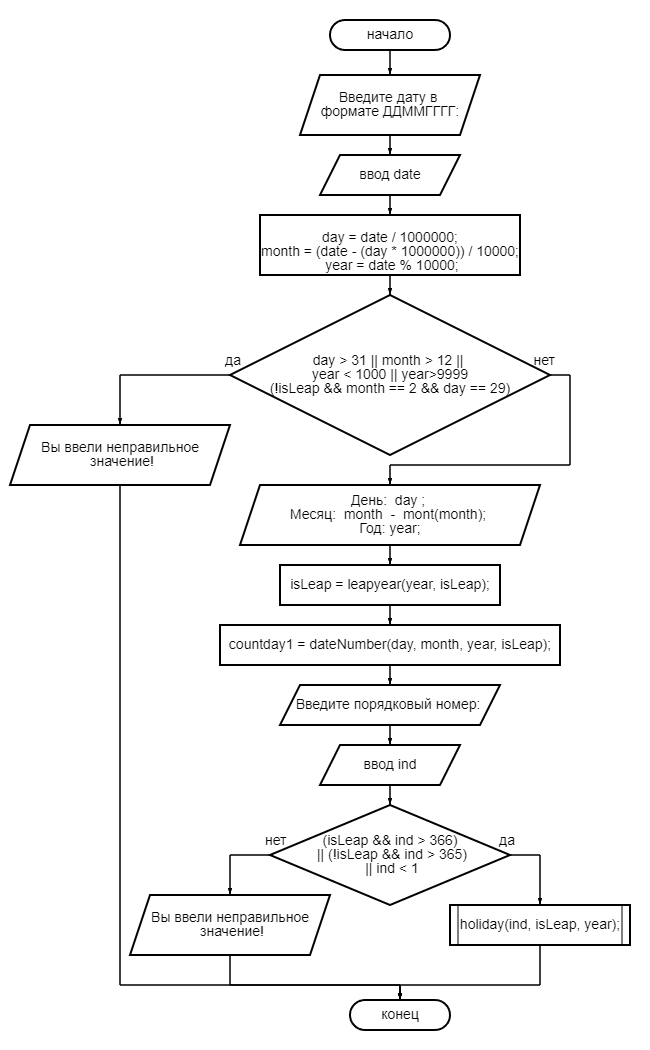 начало
Введите дату в
формате ДДММГГГГ:
ввод date
day = date / 1000000;
month = (date - (day * 1000000)) / 10000;
year = date % 10000;
да
нет
day > 31 || month > 12 ||
year < 1000 || year>9999
(!isLeap && month == 2 && day == 29)
Вы ввели неправильное
значение!
День:  day ;
Месяц:  month  -  mont(month);
Год: year;
isLeap = leapyear(year, isLeap);
countday1 = dateNumber(day, month, year, isLeap);
Введите порядковый номер:
ввод ind
нет
да
(isLeap && ind > 366)
|| (!isLeap && ind > 365)
|| ind < 1
Вы ввели неправильное
значение!
holiday(ind, isLeap, year);
конец